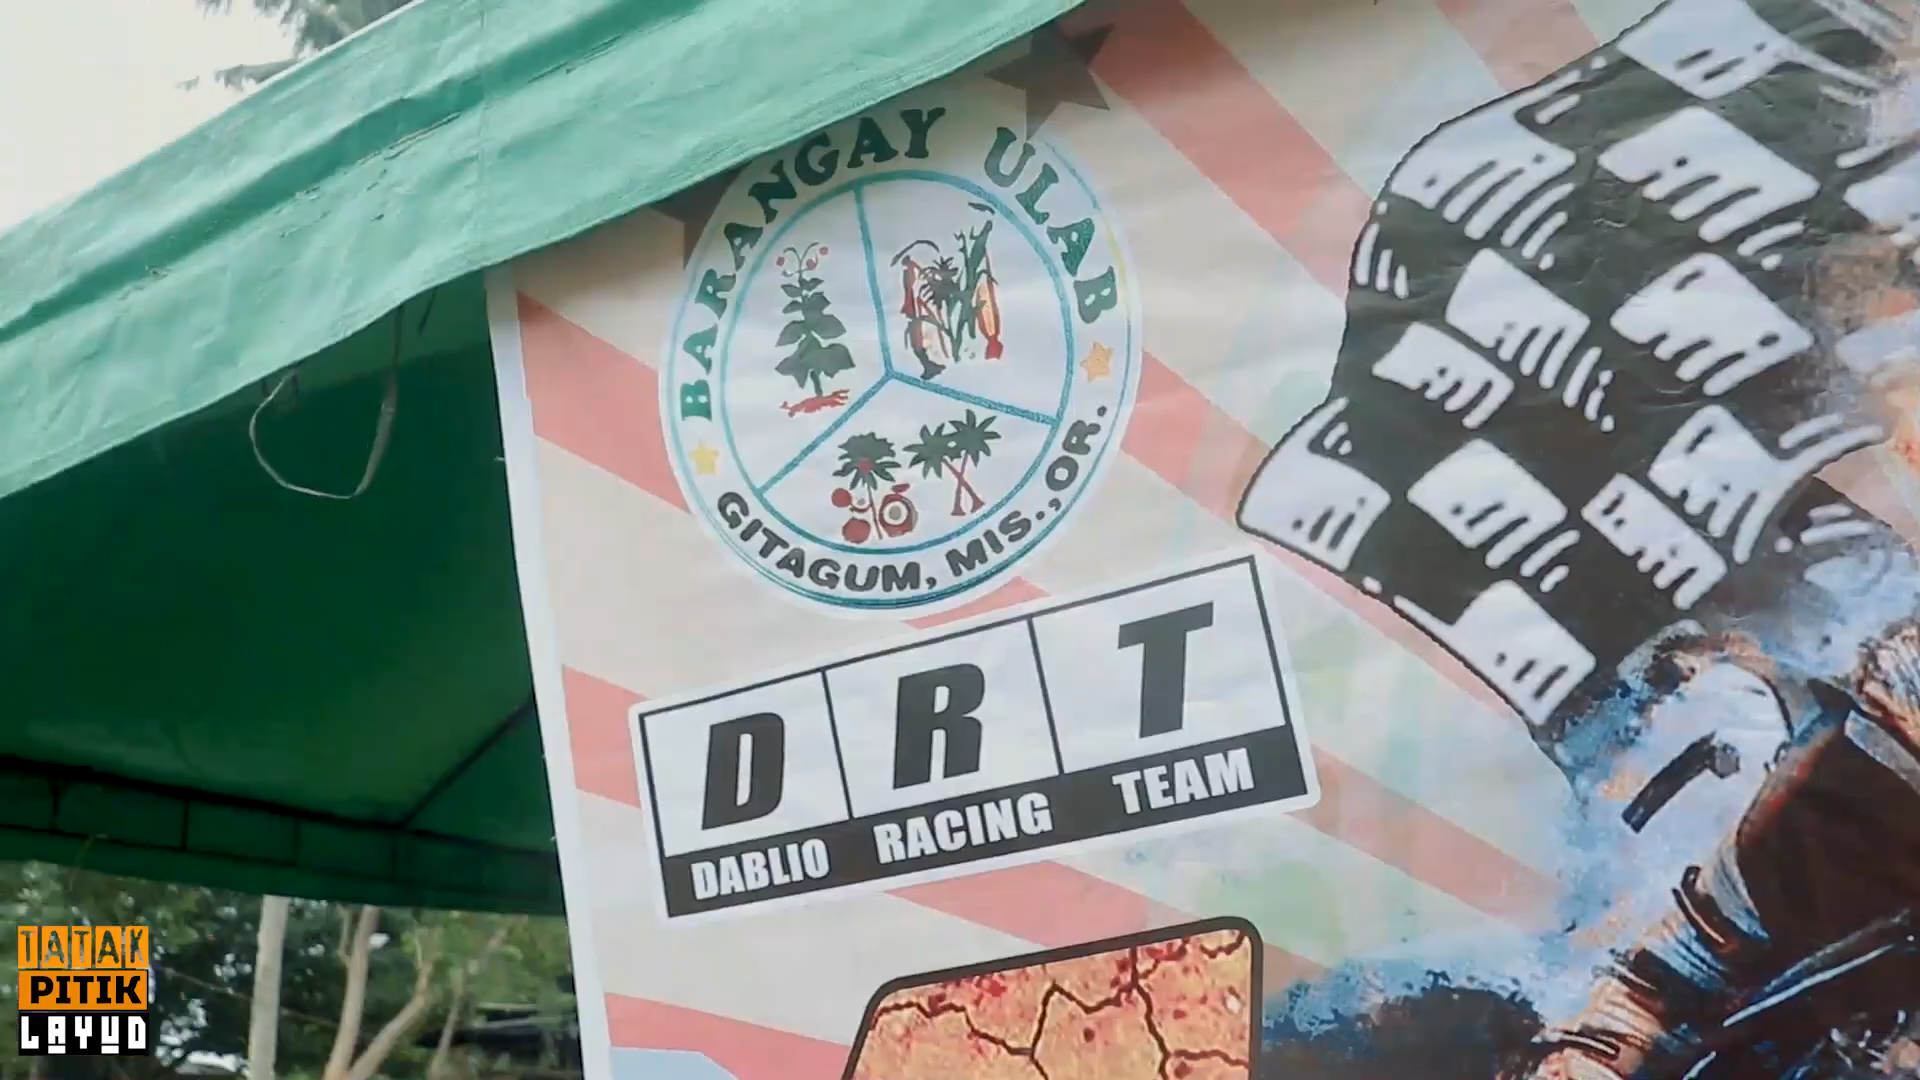 BARANGAY ULAB
GITAGUM, MIS., OR.
D R T
DABLIO RACING TEAM
TATAK
PITIK
LAYUD